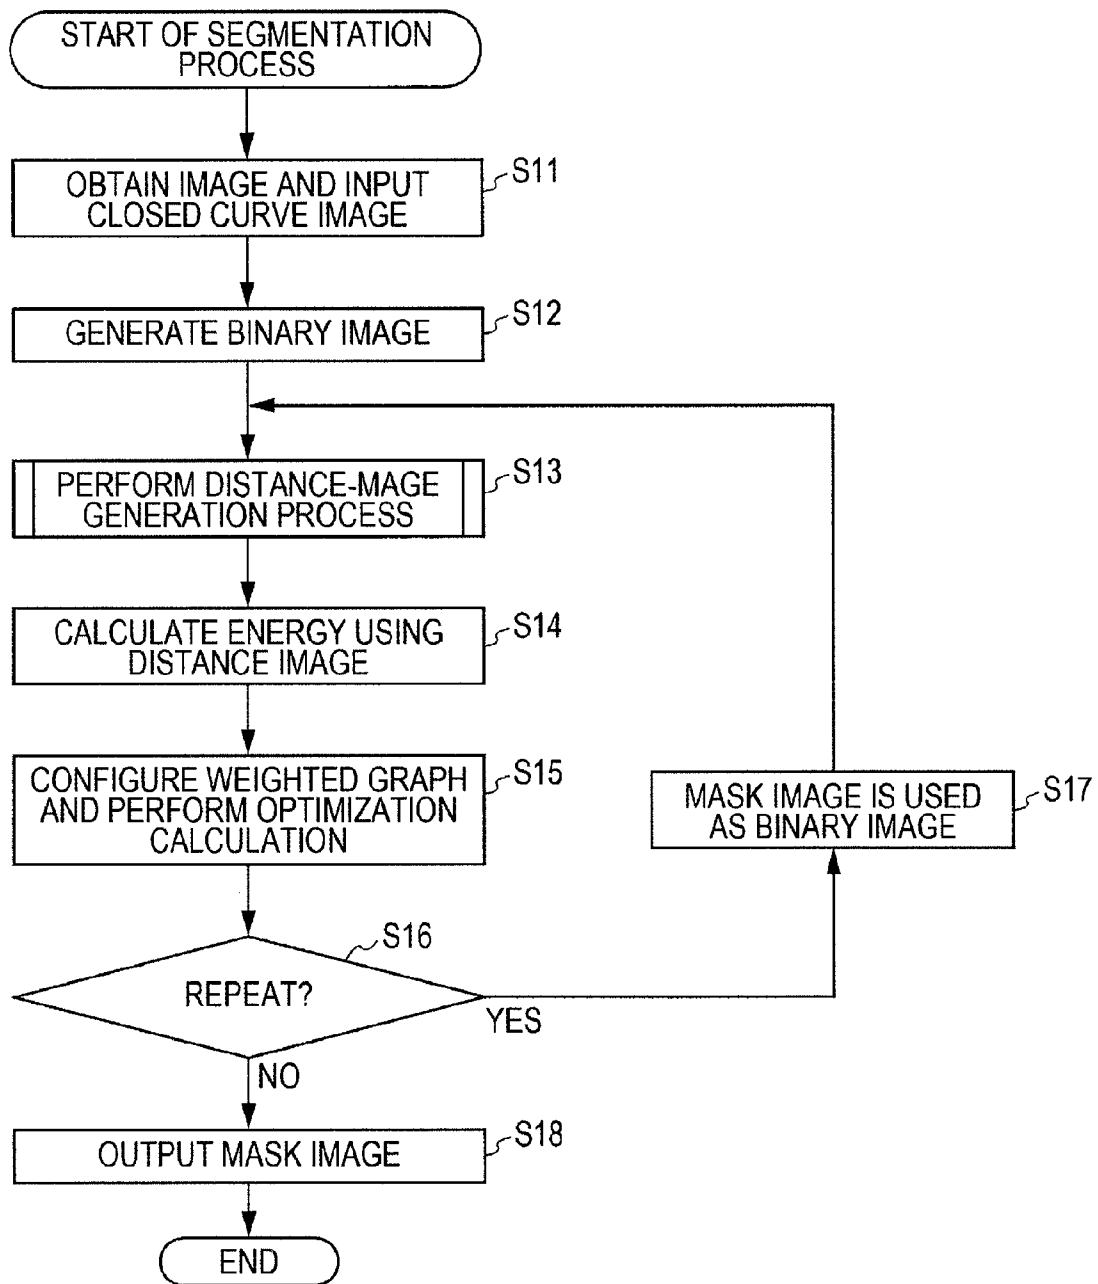 START OF SEGMENTATION
PROCESS
S11
OBTAIN IMAGE AND INPUT
CLOSED CURVE IMAGE
S12
GENERATE BINARY IMAGE
S13
PERFORM DISTANCE-MAGE
GENERATION PROCESS
S14
CALCULATE ENERGY USING
DISTANCE IMAGE
S15
CONFIGURE WEIGHTED GRAPH
AND PERFORM OPTIMIZATION
CALCULATION
S17
MASK IMAGE IS USED
AS BINARY IMAGE
S16
REPEAT?
YES
NO
S18
OUTPUT MASK IMAGE
END